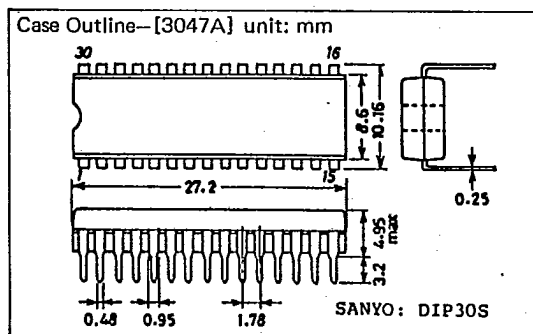 Case Outline–[3047A] unit: mm
30 16
8.6
10.16
1 15
27.2
0.25
4.95
max
3.2
0.48 0.95 1.78
SANYO: DIP30S